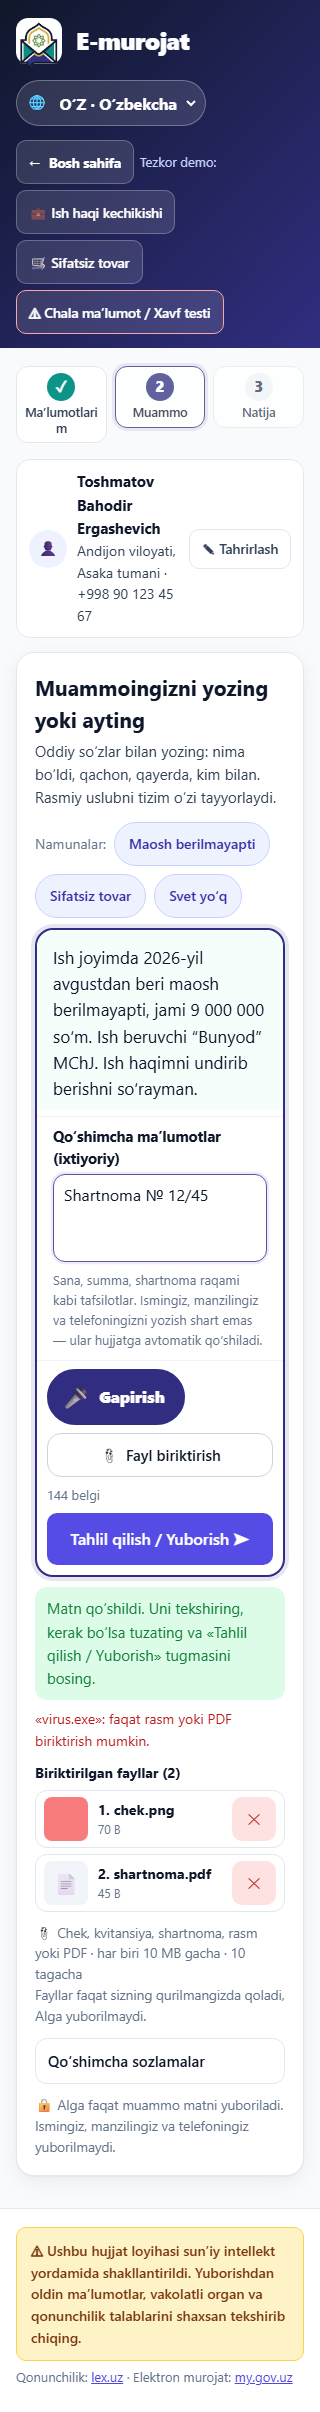 E-murojat
O‘Z · O‘zbekcha
← Bosh sahifa
Tezkor demo:
Ish haqi kechikishi
Sifatsiz tovar
⚠ Chala ma’lumot / Xavf testi
✓
Ma’lumotlari
m
2
Muammo
3
Natija
Toshmatov
Bahodir
Ergashevich
Andijon viloyati,
Asaka tumani ·
+998 90 123 45
67
✎ Tahrirlash
Muammoingizni yozing
yoki ayting
Oddiy so‘zlar bilan yozing: nima
bo‘ldi, qachon, qayerda, kim bilan.
Rasmiy uslubni tizim o‘zi tayyorlaydi.
Namunalar:
Maosh berilmayapti
Sifatsiz tovar
Svet yo‘q
Ish joyimda 2026-yil
avgustdan beri maosh
berilmayapti, jami 9 000 000
so‘m. Ish beruvchi “Bunyod”
MChJ. Ish haqimni undirib
berishni so‘rayman.
Qo‘shimcha ma’lumotlar
(ixtiyoriy)
Shartnoma № 12/45
Sana, summa, shartnoma raqami
kabi tafsilotlar. Ismingiz, manzilingiz
va telefoningizni yozish shart emas
— ular hujjatga avtomatik qo‘shiladi.
Gapirish
Fayl biriktirish
144 belgi
Tahlil qilish / Yuborish ➤
Matn qo‘shildi. Uni tekshiring,
kerak bo‘lsa tuzating va «Tahlil
qilish / Yuborish» tugmasini
bosing.
«virus.exe»: faqat rasm yoki PDF
biriktirish mumkin.
Biriktirilgan fayllar (2)
1. chek.png
70 B
2. shartnoma.pdf
45 B
Chek, kvitansiya, shartnoma, rasm
yoki PDF · har biri 10 MB gacha · 10
tagacha
Fayllar faqat sizning qurilmangizda qoladi,
AIga yuborilmaydi.
Qo‘shimcha sozlamalar
AIga faqat muammo matni yuboriladi.
Ismingiz, manzilingiz va telefoningiz
yuborilmaydi.
⚠ Ushbu hujjat loyihasi sun’iy intellekt
yordamida shakllantirildi. Yuborishdan
oldin ma’lumotlar, vakolatli organ va
qonunchilik talablarini shaxsan tekshirib
chiqing.
Qonunchilik: lex.uz · Elektron murojat: my.gov.uz